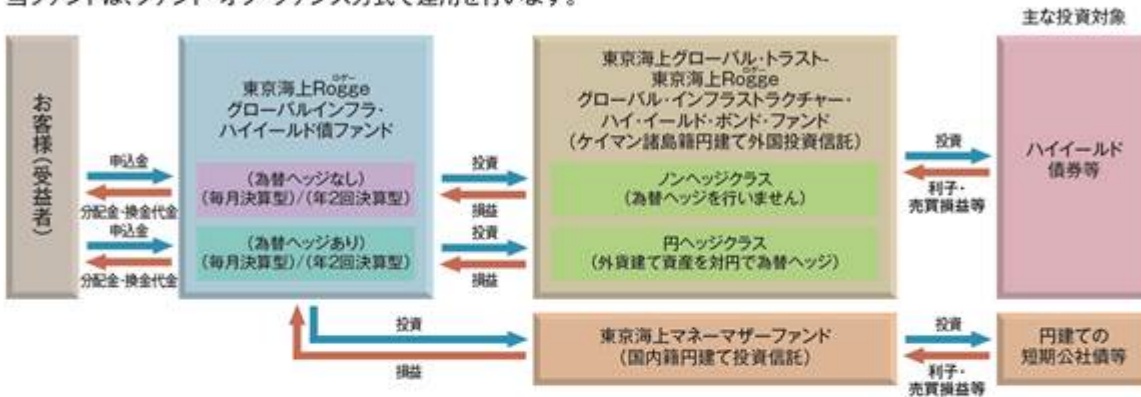 当ファンドは、ファンド・オブ・ファンズ方式で運用を行います。
主な投資対象
お客様(受益者)
申込金
分配金・換金代金
申込金
分配金・換金代金
東京海上Rogge
ロゲー
グローバルインフラ・
ハイイールド債ファンド
(為替ヘッジなし)
(毎月決算型)/(年2回決算型)
(為替ヘッジあり)
(毎月決算型)/(年2回決算型)
投資
損益
投資
損益
東京海上グローバル・トラスト-
東京海上Rogge
ロゲー
グローバル・インフラストラクチャー・
ハイ・イールド・ボンド・ファンド
(ケイマン諸島籍円建て外国投資信託)
ノンヘッジクラス
(為替ヘッジを行いません)
円ヘッジクラス
(外貨建て資産を対円で為替ヘッジ)
投資
利子・
売買損益等
ハイイールド
債券等
投資
損益
東京海上マネーマザーファンド
(国内籍円建て投資信託)
投資
利子・
売買損益等
円建ての
短期公社債等